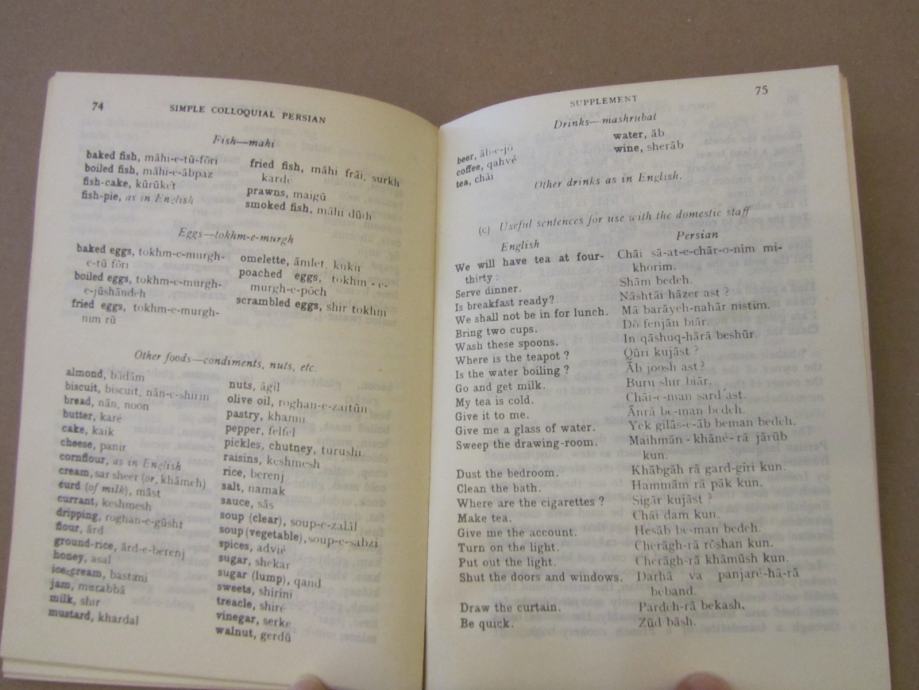 74
SIMPLE COLLOQUIAL PERSIAN
Fish—mahi
baked fish, māhi-e-tū-fōri
boiled fish, māhi-e-ābpaz
fish-cake, kūrūket
fish-pie, as in English
fried fish, māhi frāi, surkh
kardé
prawns, maigū
smoked fish, māhi dūdi
Eggs—tokhm-e-murgh
baked eggs, tokhm-e-murgh-
e-tū fōri
boiled eggs, tokhm-e-murgh-
e-jūshāndeh
fried eggs, tokhm-e-murgh-
nim rū
omelette, āmlet, kuku
poached eggs, tokhm-e-
murgh-e-pōch
scrambled eggs, shir tokhm
Other foods—condiments, nuts, etc.
almond, bādām
biscuit, biscuit, nān-e-shirin
bread, nān, noon
butter, karé
cake, kaik
cheese, panir
cornflour, as in English
cream, sar sheer (or, khāmeh)
curd (of milk), māst
currant, keshmesh
dripping, roghan-e-gūsht
flour, ārd
ground-rice, ārd-e-berenj
honey, asal
ice-cream, bastani
jam, murabbā
milk, shir
mustard, khardal
nuts, āgil
olive oil, roghan-e-zaitūn
pastry, khamir
pepper, felfel
pickles, chutney, turushi
raisins, keshmesh
rice, berenj
salt, namak
sauce, sās
soup (clear), soup-e-zalāl
soup (vegetable), soup-e-sabzi
spices, advié
sugar, shekar
sugar (lump), qand
sweets, shirini
treacle, shiré
vinegar, serke
walnut, gerdū
SUPPLEMENT
75
Drinks—mashrubat
beer, āb-e-jō
coffee, qahvé
tea, chāi
water, āb
wine, sherāb
Other drinks as in English.
(c) Useful sentences for use with the domestic staff
English
Persian
We will have tea at four-
thirty:
Chāi sā-at-e-chār-o-nim mi-
khorim.
Serve dinner.
Shām bedeh.
Is breakfast ready?
Nāshtāi hāzer ast?
We shall not be in for lunch.
Mā barāyeh-nahār nistim.
Bring two cups.
Dō fenjān biār.
Wash these spoons.
In qāshuq-hārā beshūr.
Where is the teapot?
Qūri kujāst?
Is the water boiling?
Āb joosh ast?
Go and get milk.
Buru shir biār.
My tea is cold.
Chāi-e-man sard ast.
Give it to me.
Ānrā be-man bedeh.
Give me a glass of water.
Yek gilās-e-āb beman bedeh.
Sweep the drawing-room.
Maihmān-khāné-rā jārūb
kun.
Dust the bedroom.
Khābgāh rā gard-giri kun.
Clean the bath.
Hammām rā pāk kun.
Where are the cigarettes?
Sigār kujāst?
Make tea.
Chāi dam kun.
Give me the account.
Hesāb be-man bedeh.
Turn on the light.
Cherāgh-rā rōshan kun.
Put out the light.
Cherāgh-rā khāmūsh kun.
Shut the doors and windows.
Darhā va panjaré-hā-rā
beband.
Draw the curtain.
Pardeh-rā bekash.
Be quick.
Zūd bāsh.